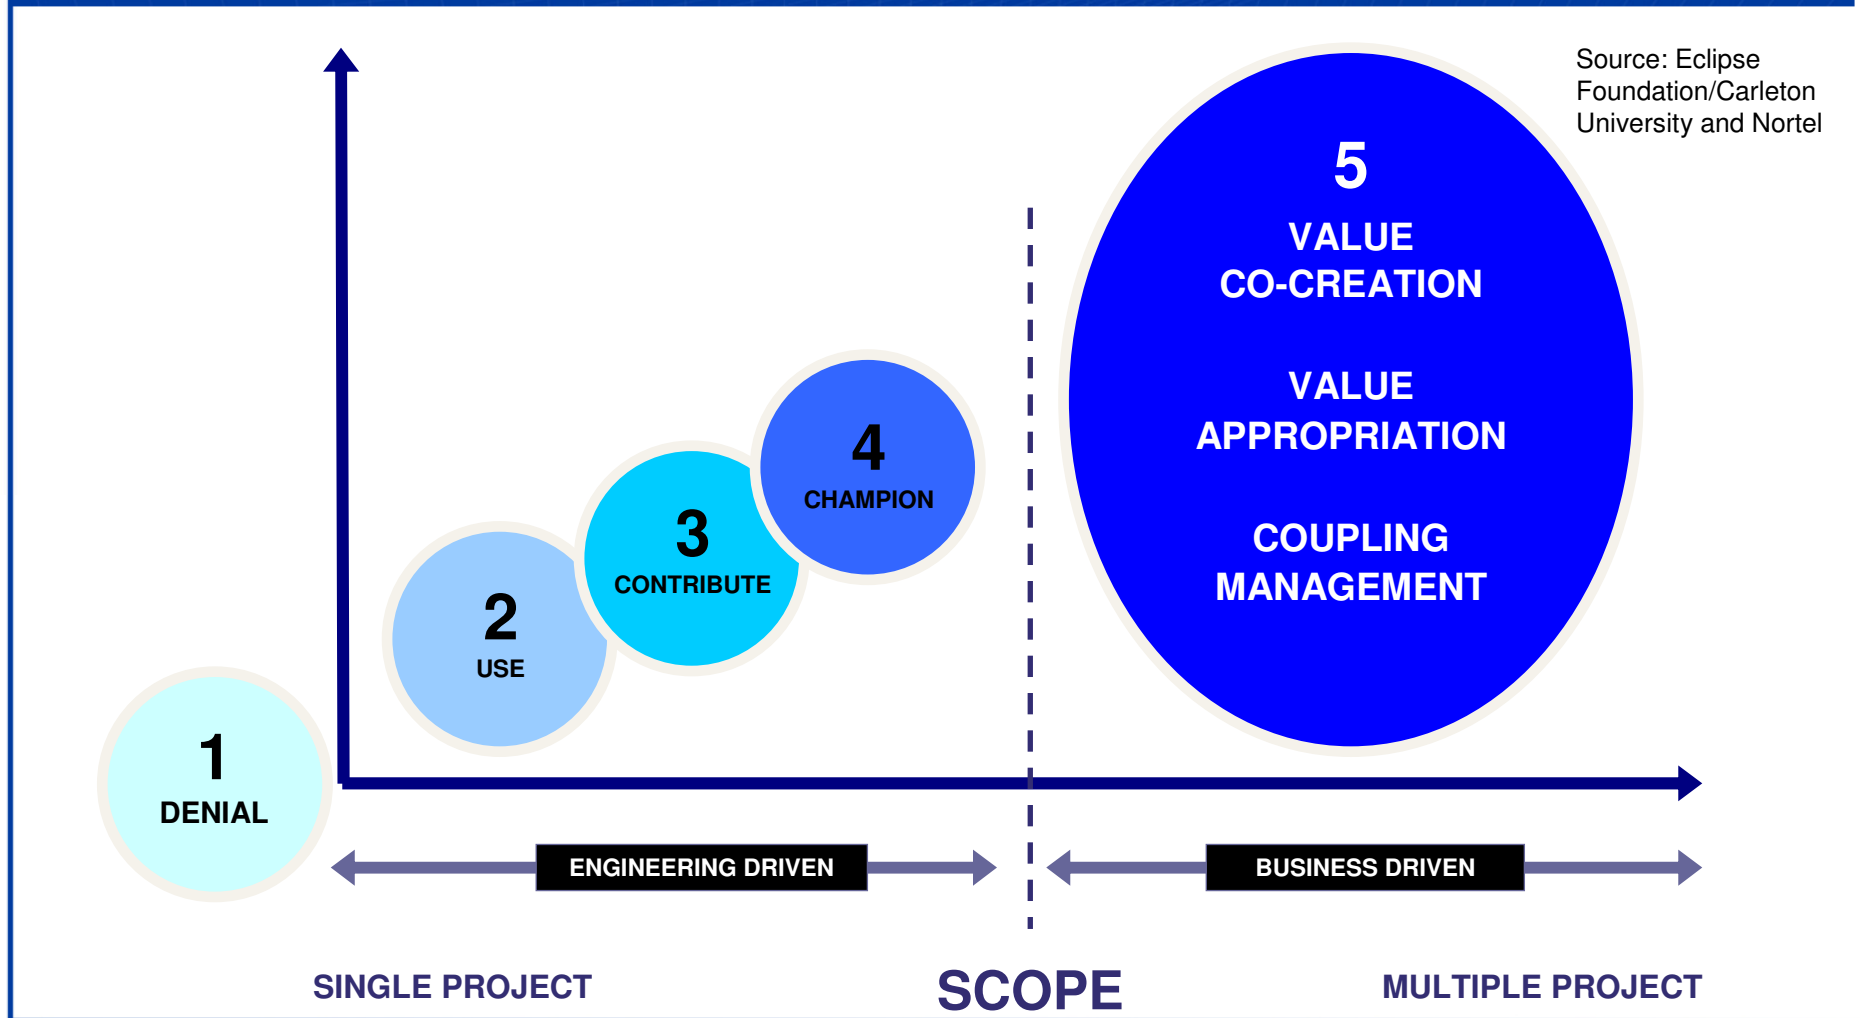 Source: Eclipse
Foundation/Carleton
University and Nortel
5
VALUE
CO-CREATION
VALUE
APPROPRIATION
COUPLING
MANAGEMENT
4
CHAMPION
3
CONTRIBUTE
2
USE
1
DENIAL
ENGINEERING DRIVEN
BUSINESS DRIVEN
SINGLE PROJECT
SCOPE
MULTIPLE PROJECT